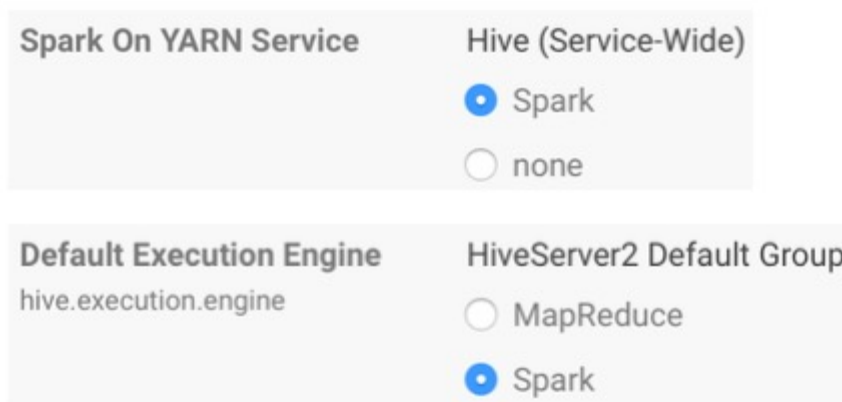 Spark On YARN Service
Hive (Service-Wide)
Spark
none
Default Execution Engine
HiveServer2 Default Group
hive.execution.engine
MapReduce
Spark